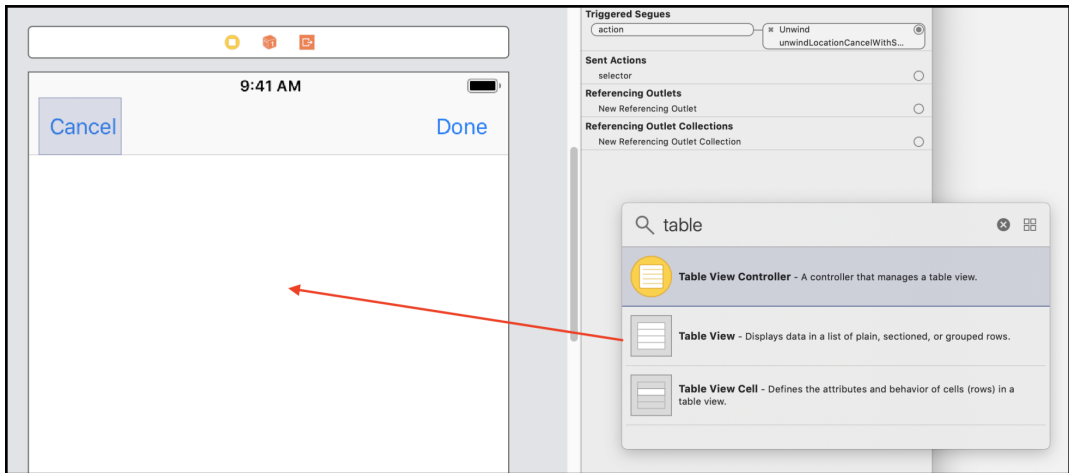 Triggered Segues
action
Unwind
unwindLocationCancelWithS...
Sent Actions
selector
Referencing Outlets
New Referencing Outlet
Referencing Outlet Collections
New Referencing Outlet Collection
9:41 AM
Cancel
Done
table
Table View Controller - A controller that manages a table view.
Table View - Displays data in a list of plain, sectioned, or grouped rows.
Table View Cell - Defines the attributes and behavior of cells (rows) in a
table view.